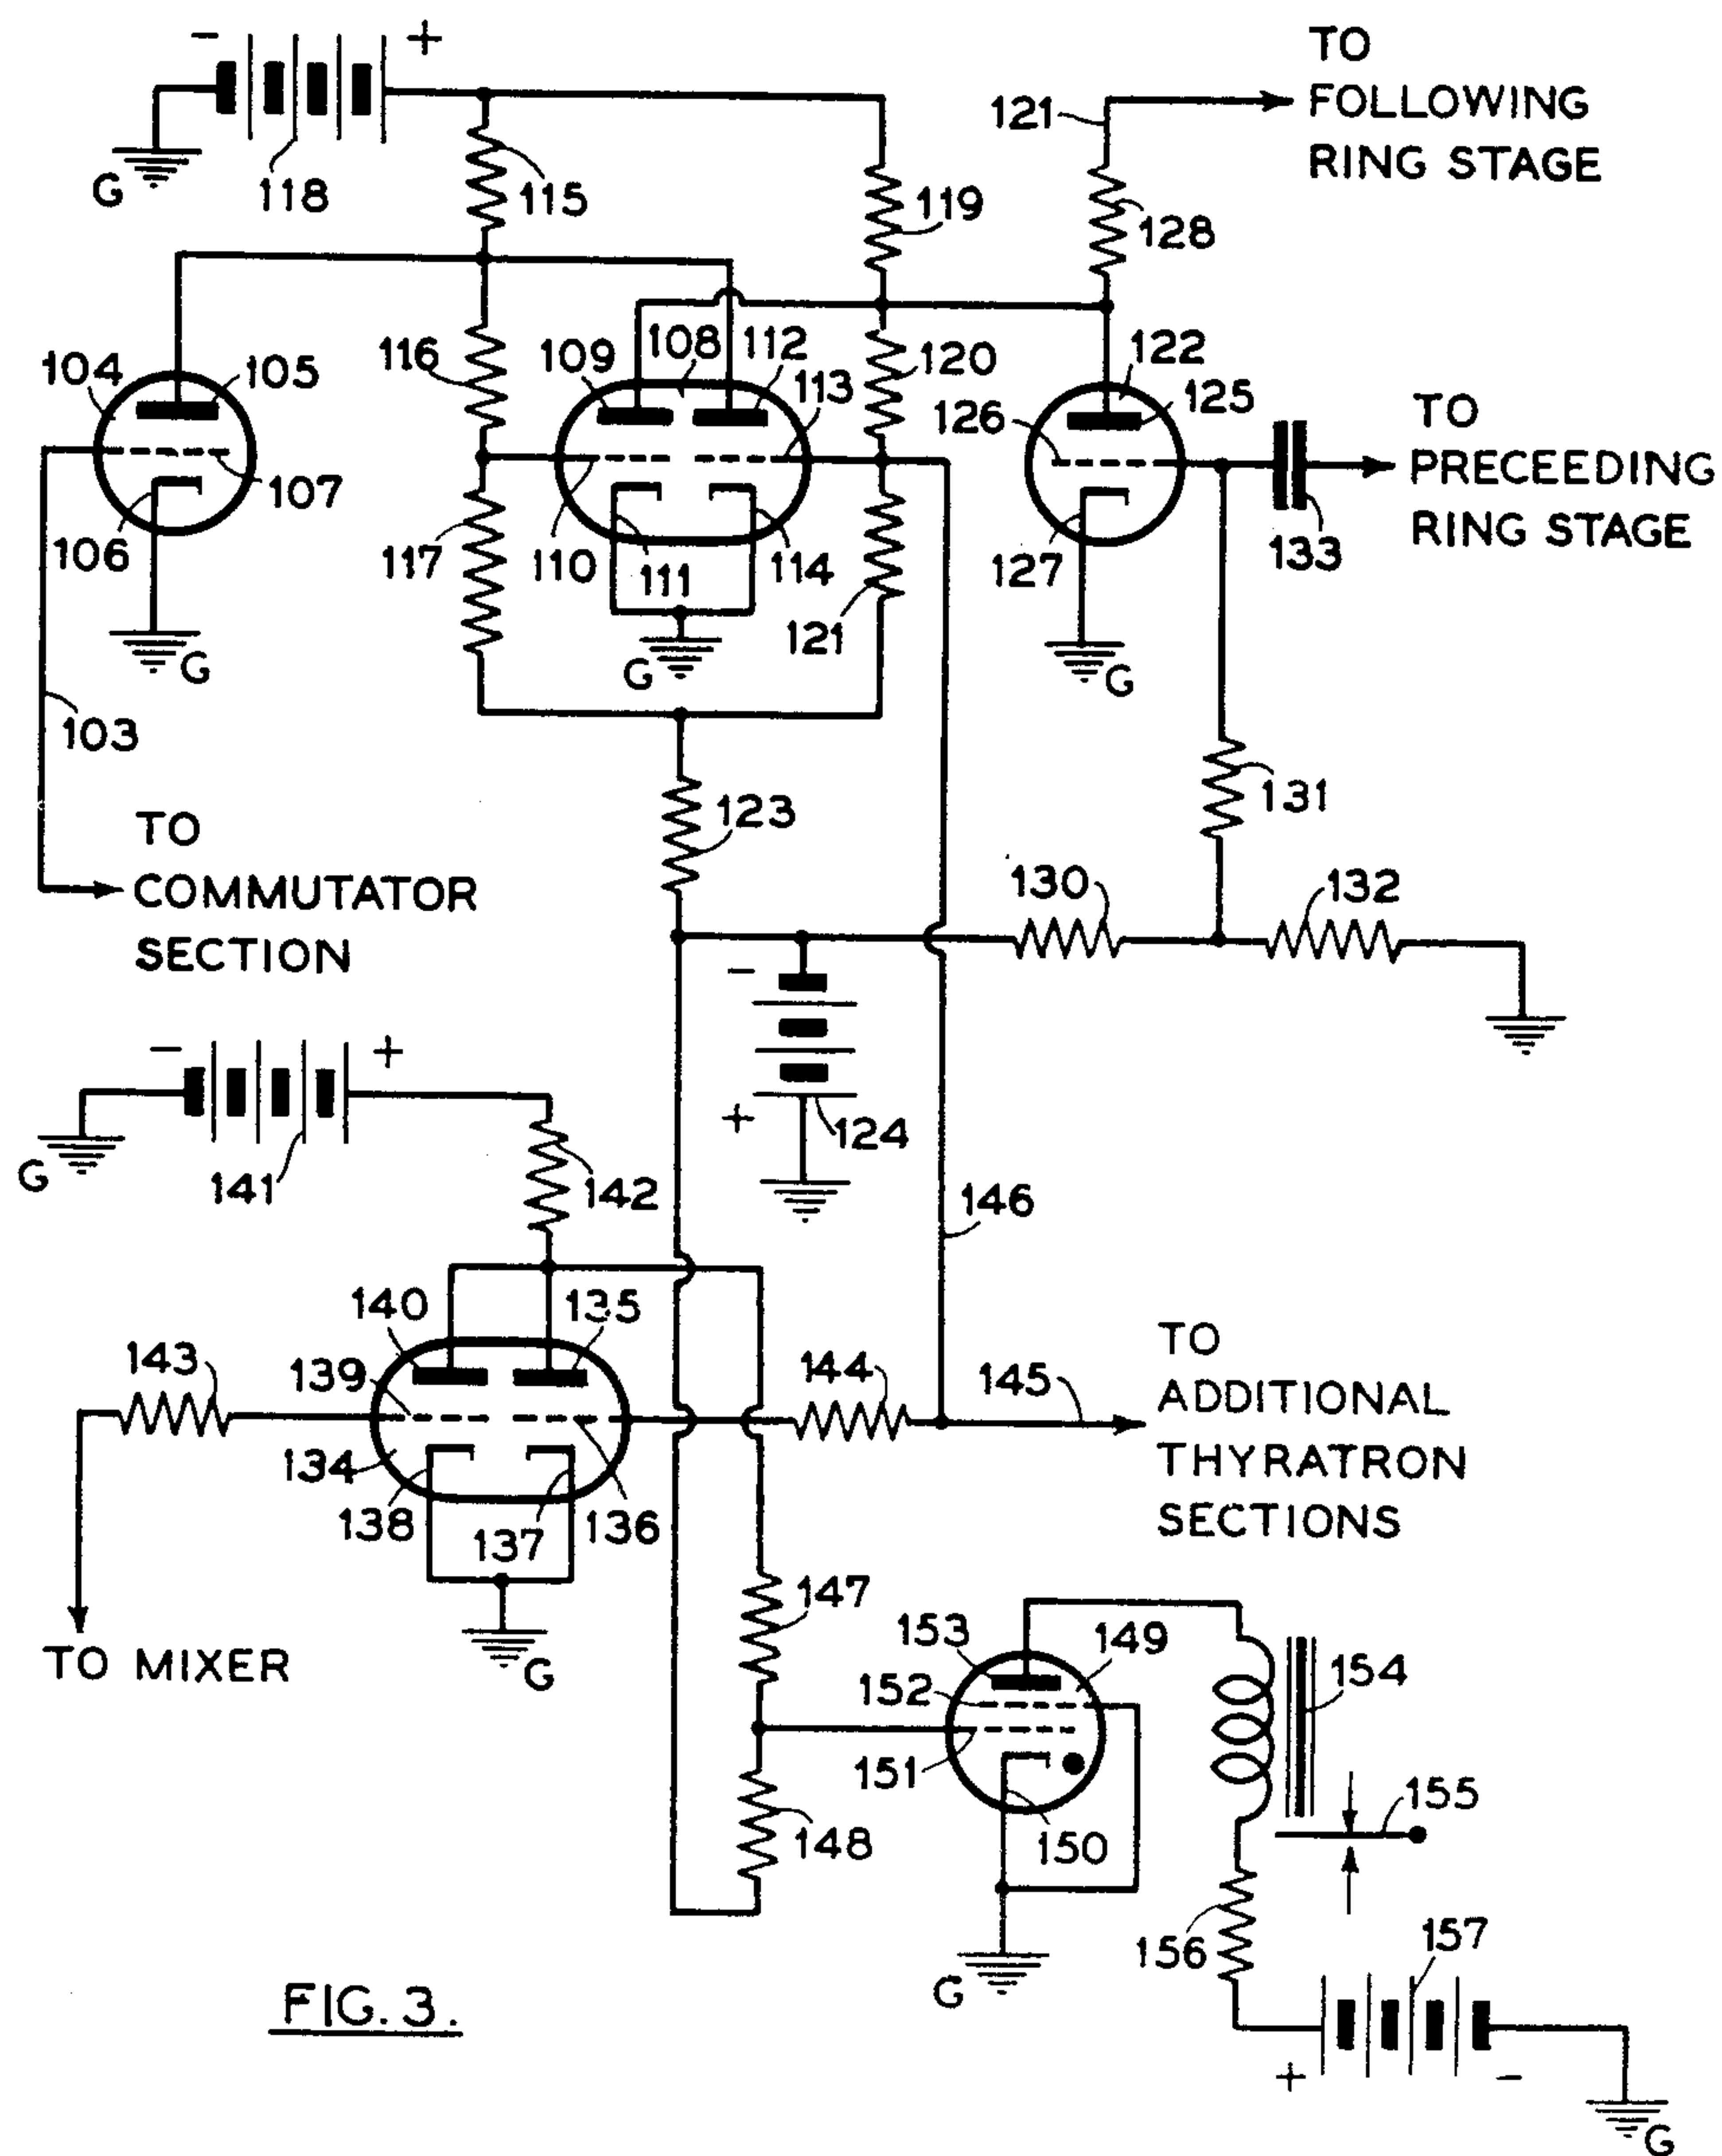 - +
TO
FOLLOWING
RING STAGE
121
G
118
115
119
128
104
105
116
109
108
112
113
120
122
125
126
TO
PRECEEDING
RING STAGE
107
106
117
110
111
114
121
127
133
G
G
G
103
123
131
TO
COMMUTATOR
SECTION
130
132
-
- +
+
124
G
141
142
146
140
135
TO
ADDITIONAL
THYRATRON
SECTIONS
143
139
144
145
134
138
137
136
147
TO MIXER
G
153
149
152
154
151
155
148
150
156
157
G
FIG. 3.
+ -
G